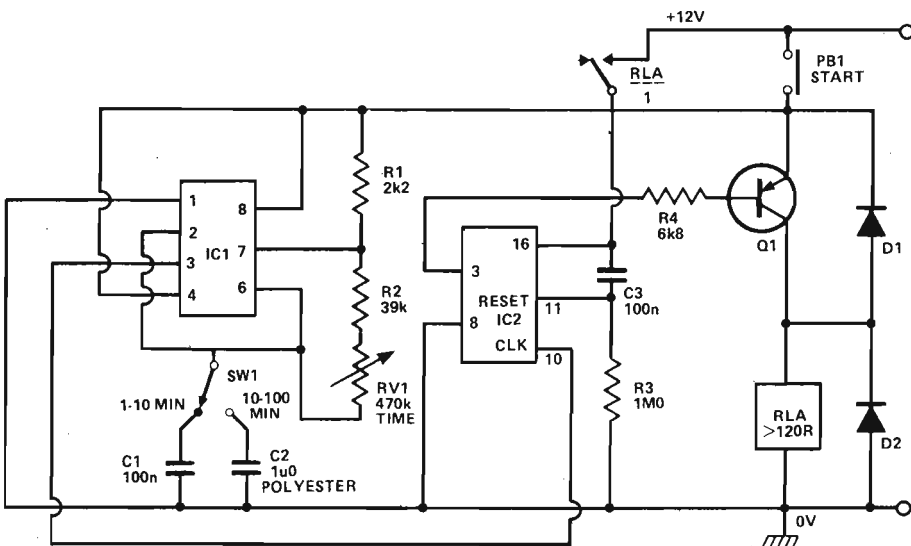 +12V
RLA
1
PB1
START
R1
2k2
1
2
3
4
8
7
6
IC1
R2
39k
RV1
470k
TIME
SW1
1-10 MIN
10-100
MIN
C1
100n
C2
1u0
POLYESTER
3
8
16
RESET
11
IC2
CLK
10
R4
6k8
C3
100n
R3
1M0
Q1
D1
RLA
>120R
D2
0V